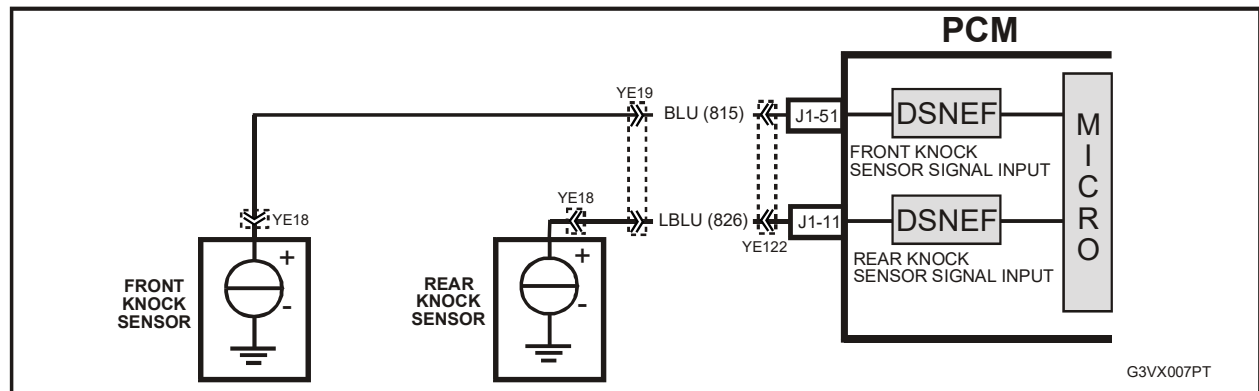 PCM
YE19
BLU (815)
J1-51
DSNEF
MICRO
FRONT KNOCK
SENSOR SIGNAL INPUT
YE18
YE18
LBLU (826)
J1-11
DSNEF
YE122
REAR KNOCK
SENSOR SIGNAL INPUT
FRONT
KNOCK
SENSOR
+
-
REAR
KNOCK
SENSOR
+
-
G3VX007PT